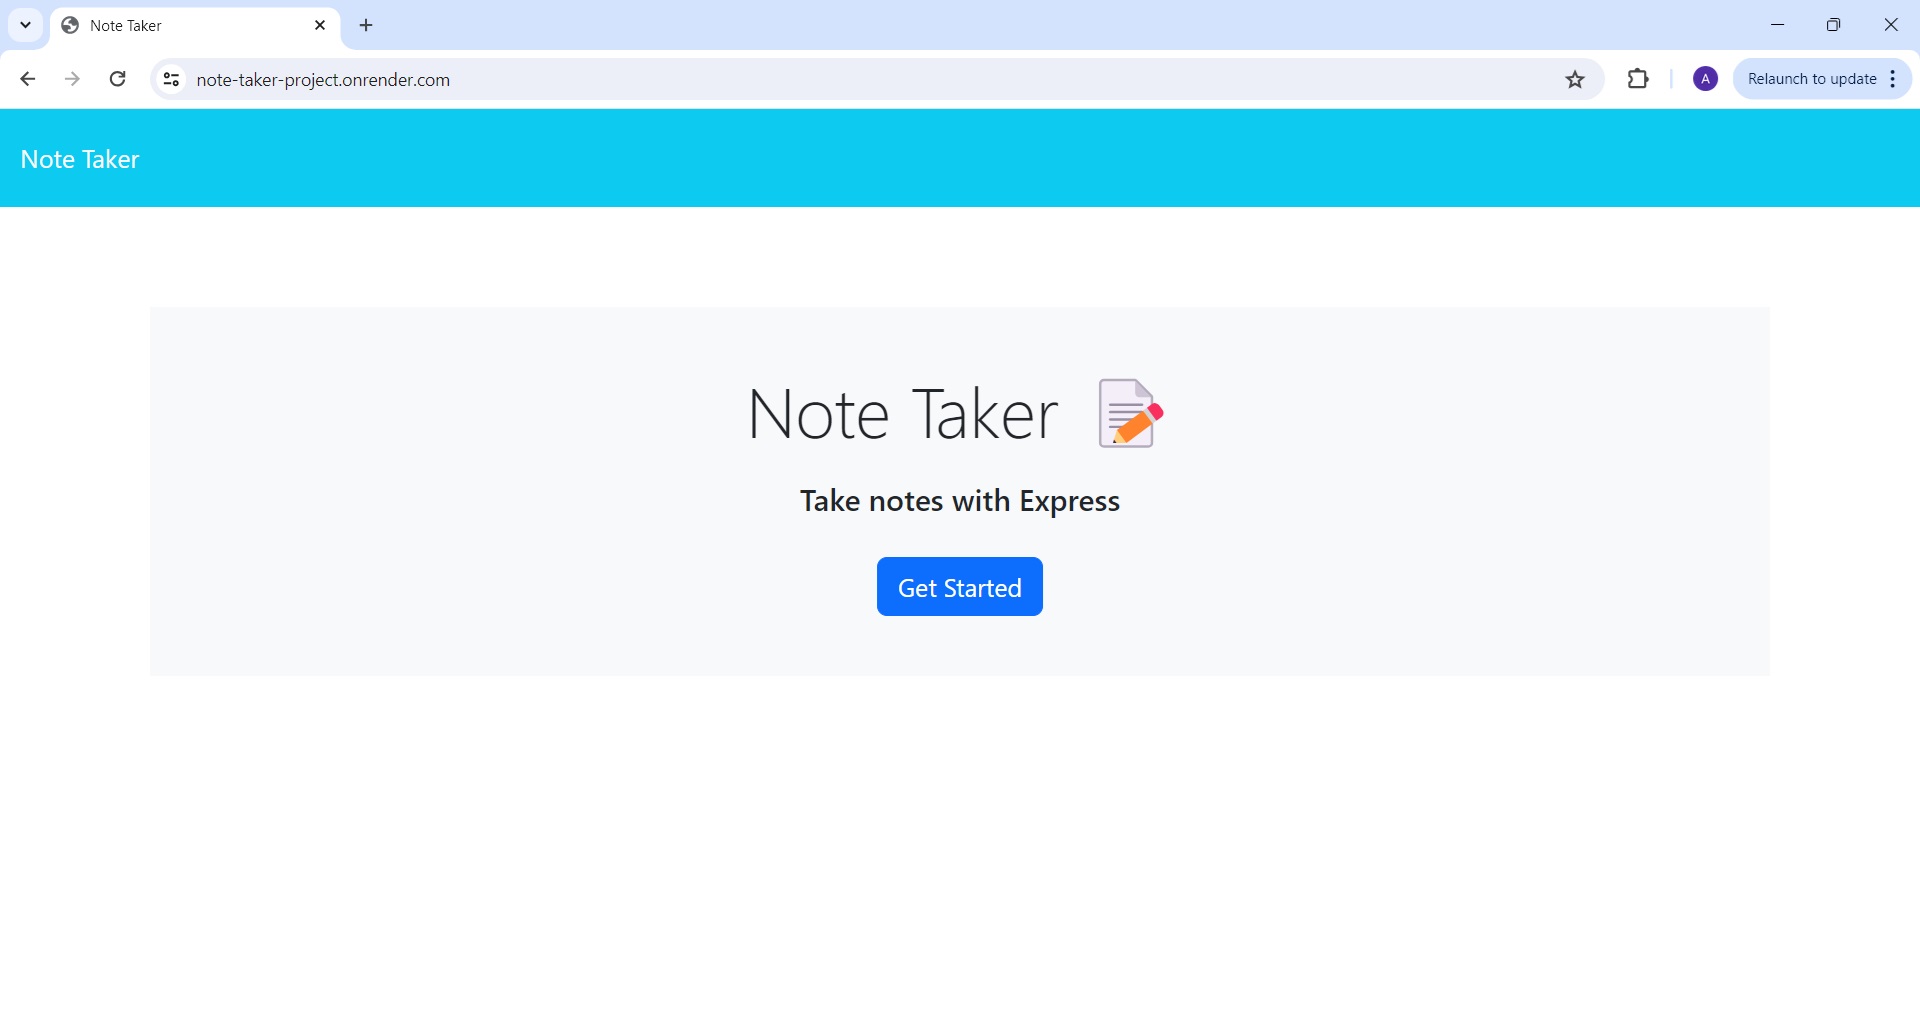 Note Taker
note-taker-project.onrender.com
A
Relaunch to update
Note Taker
Note Taker
Take notes with Express
Get Started